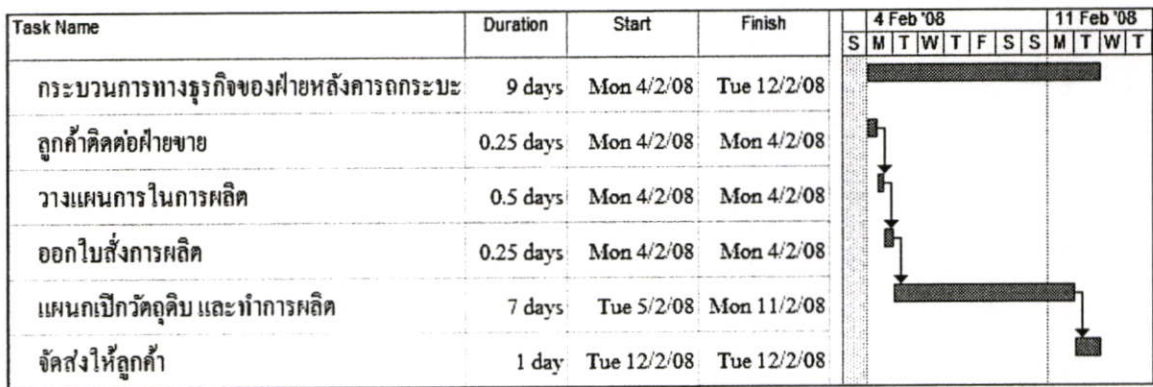 Task Name Duration Start Finish 4 Feb '08 11 Feb '08
S M T W T F S S M T W T
กระบวนการทางธุรกิจของฝ่ายหลังคารถกระบะ 9 days Mon 4/2/08 Tue 12/2/08
ลูกค้าติดต่อฝ่ายขาย 0.25 days Mon 4/2/08 Mon 4/2/08
วางแผนการในการผลิต 0.5 days Mon 4/2/08 Mon 4/2/08
ออกใบสั่งการผลิต 0.25 days Mon 4/2/08 Mon 4/2/08
แผนกเบิกวัตถุดิบ และทำการผลิต 7 days Tue 5/2/08 Mon 11/2/08
จัดส่งให้ลูกค้า 1 day Tue 12/2/08 Tue 12/2/08